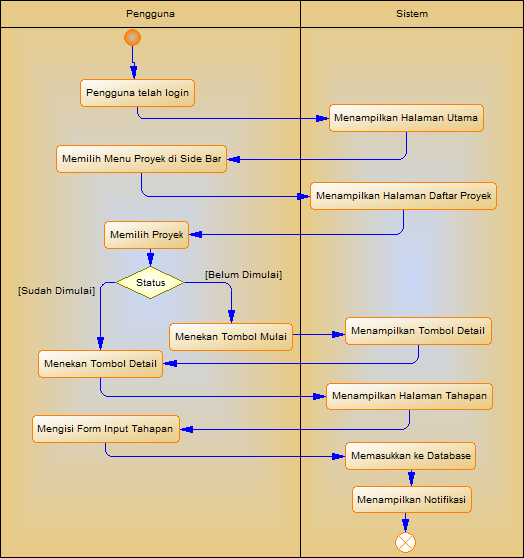 Pengguna
Sistem
Pengguna telah login
Menampilkan Halaman Utama
Memilih Menu Proyek di Side Bar
Menampilkan Halaman Daftar Proyek
Memilih Proyek
Status
[Belum Dimulai]
[Sudah Dimulai]
Menekan Tombol Mulai
Menampilkan Tombol Detail
Menekan Tombol Detail
Menampilkan Halaman Tahapan
Mengisi Form Input Tahapan
Memasukkan ke Database
Menampilkan Notifikasi